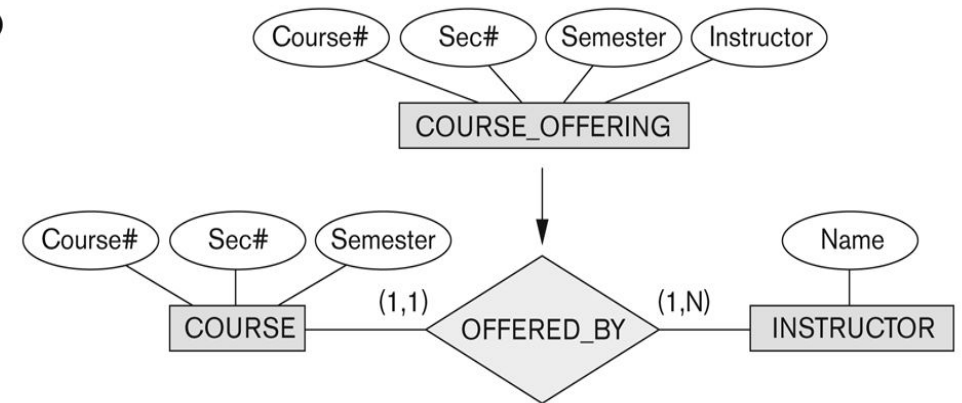 Course# Sec# Semester Instructor
COURSE_OFFERING
Course# Sec# Semester Name
(1,1) (1,N)
COURSE OFFERED_BY INSTRUCTOR